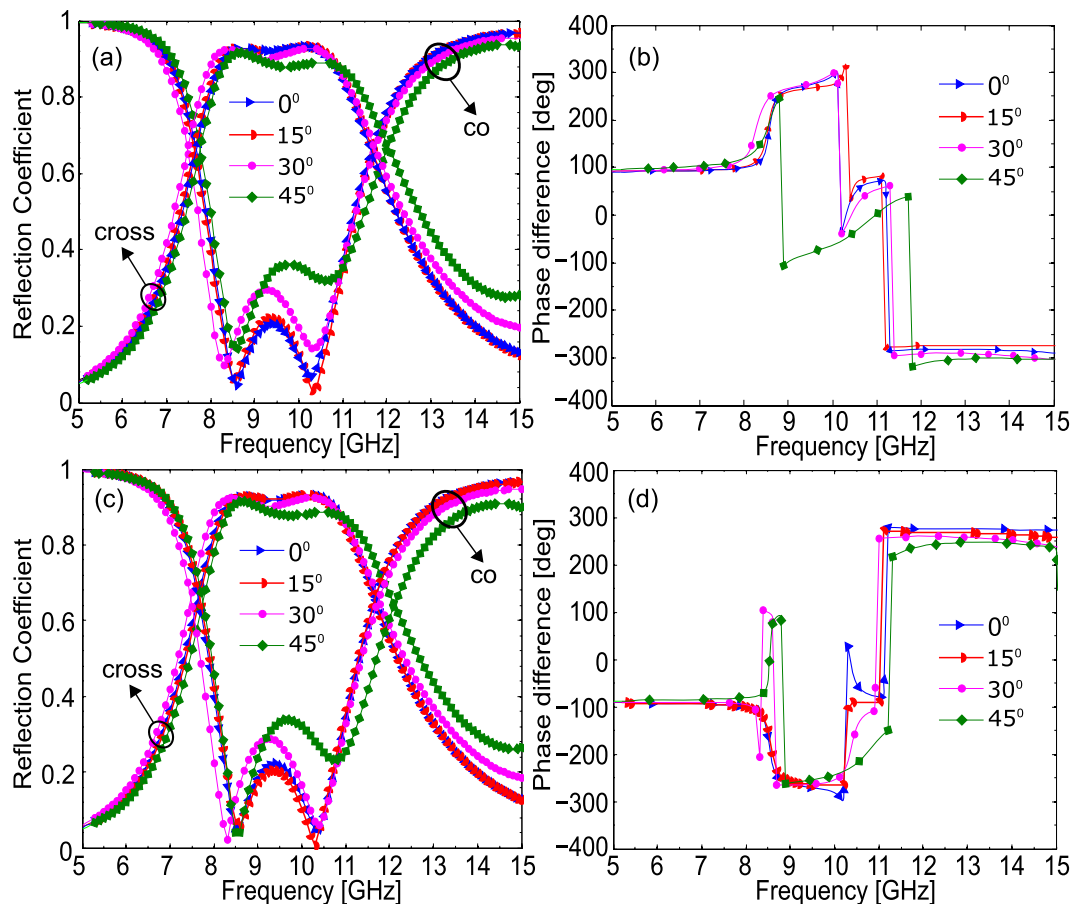 (a)
Reflection Coefficient
1
0.8
0.6
0.4
0.2
0
0⁰
15⁰
30⁰
45⁰
cross
co
5 6 7 8 9 10 11 12 13 14 15
Frequency [GHz]
(b)
Phase difference [deg]
400
300
200
100
0
−100
−200
−300
−400
0⁰
15⁰
30⁰
45⁰
4 5 6 7 8 9 10 11 12 13 14 15
Frequency [GHz]
(c)
Reflection Coefficient
1
0.8
0.6
0.4
0.2
0
0⁰
15⁰
30⁰
45⁰
cross
co
5 6 7 8 9 10 11 12 13 14 15
Frequency [GHz]
(d)
Phase difference [deg]
400
300
200
100
0
−100
−200
−300
−400
0⁰
15⁰
30⁰
45⁰
4 5 6 7 8 9 10 11 12 13 14 15
Frequency [GHz]